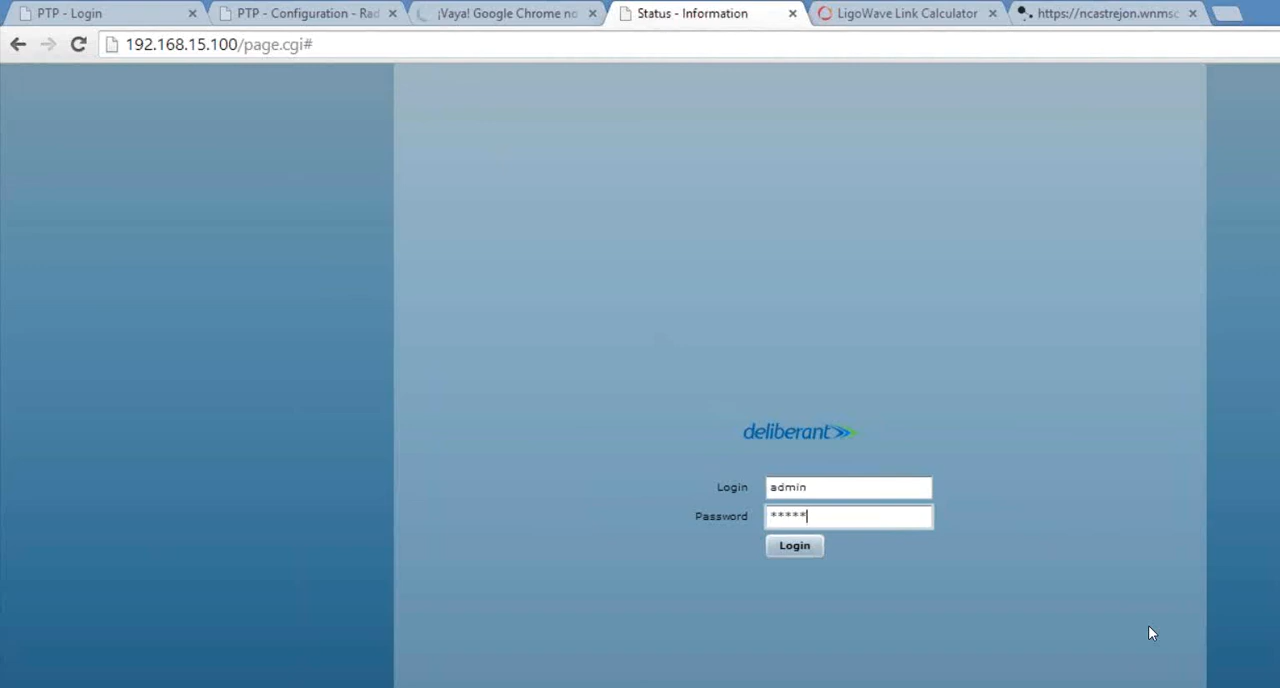 PTP - Login
PTP - Configuration - Rad
¡Vaya! Google Chrome no
Status - Information
LigoWave Link Calculator
https://ncastrejon.wnmsc
192.168.15.100/page.cgi#
deliberant
Login admin
Password *****
Login